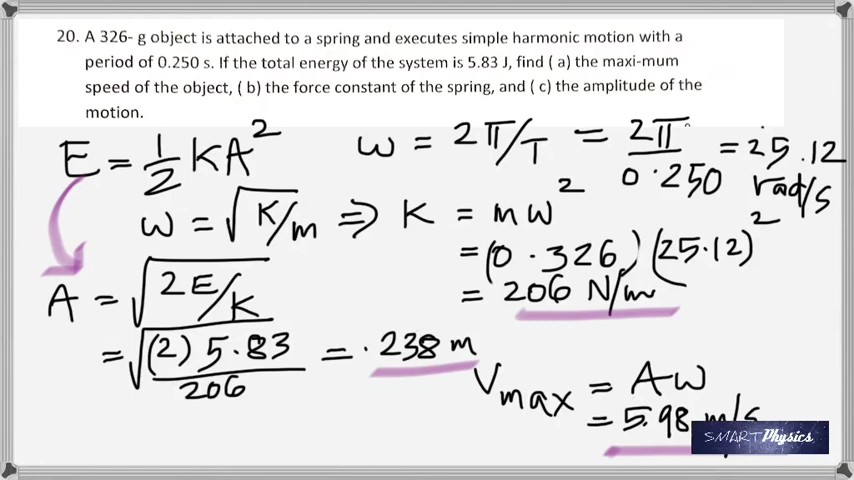 20. A 326- g object is attached to a spring and executes simple harmonic motion with a
period of 0.250 s. If the total energy of the system is 5.83 J, find ( a) the maxi-mum
speed of the object, ( b) the force constant of the spring, and ( c) the amplitude of the
motion.
E = 1/2 KA²
ω = 2π/T = 2π/0.250 = 25.12 rad/s
ω = √K/m ⇒ K = mω²
= (0.326) (25.12)²
= 206 N/m
A = √2E/K
= √(2) 5.83/206 = .238 m
Vmax = Aω
= 5.98 m/s
SMART Physics